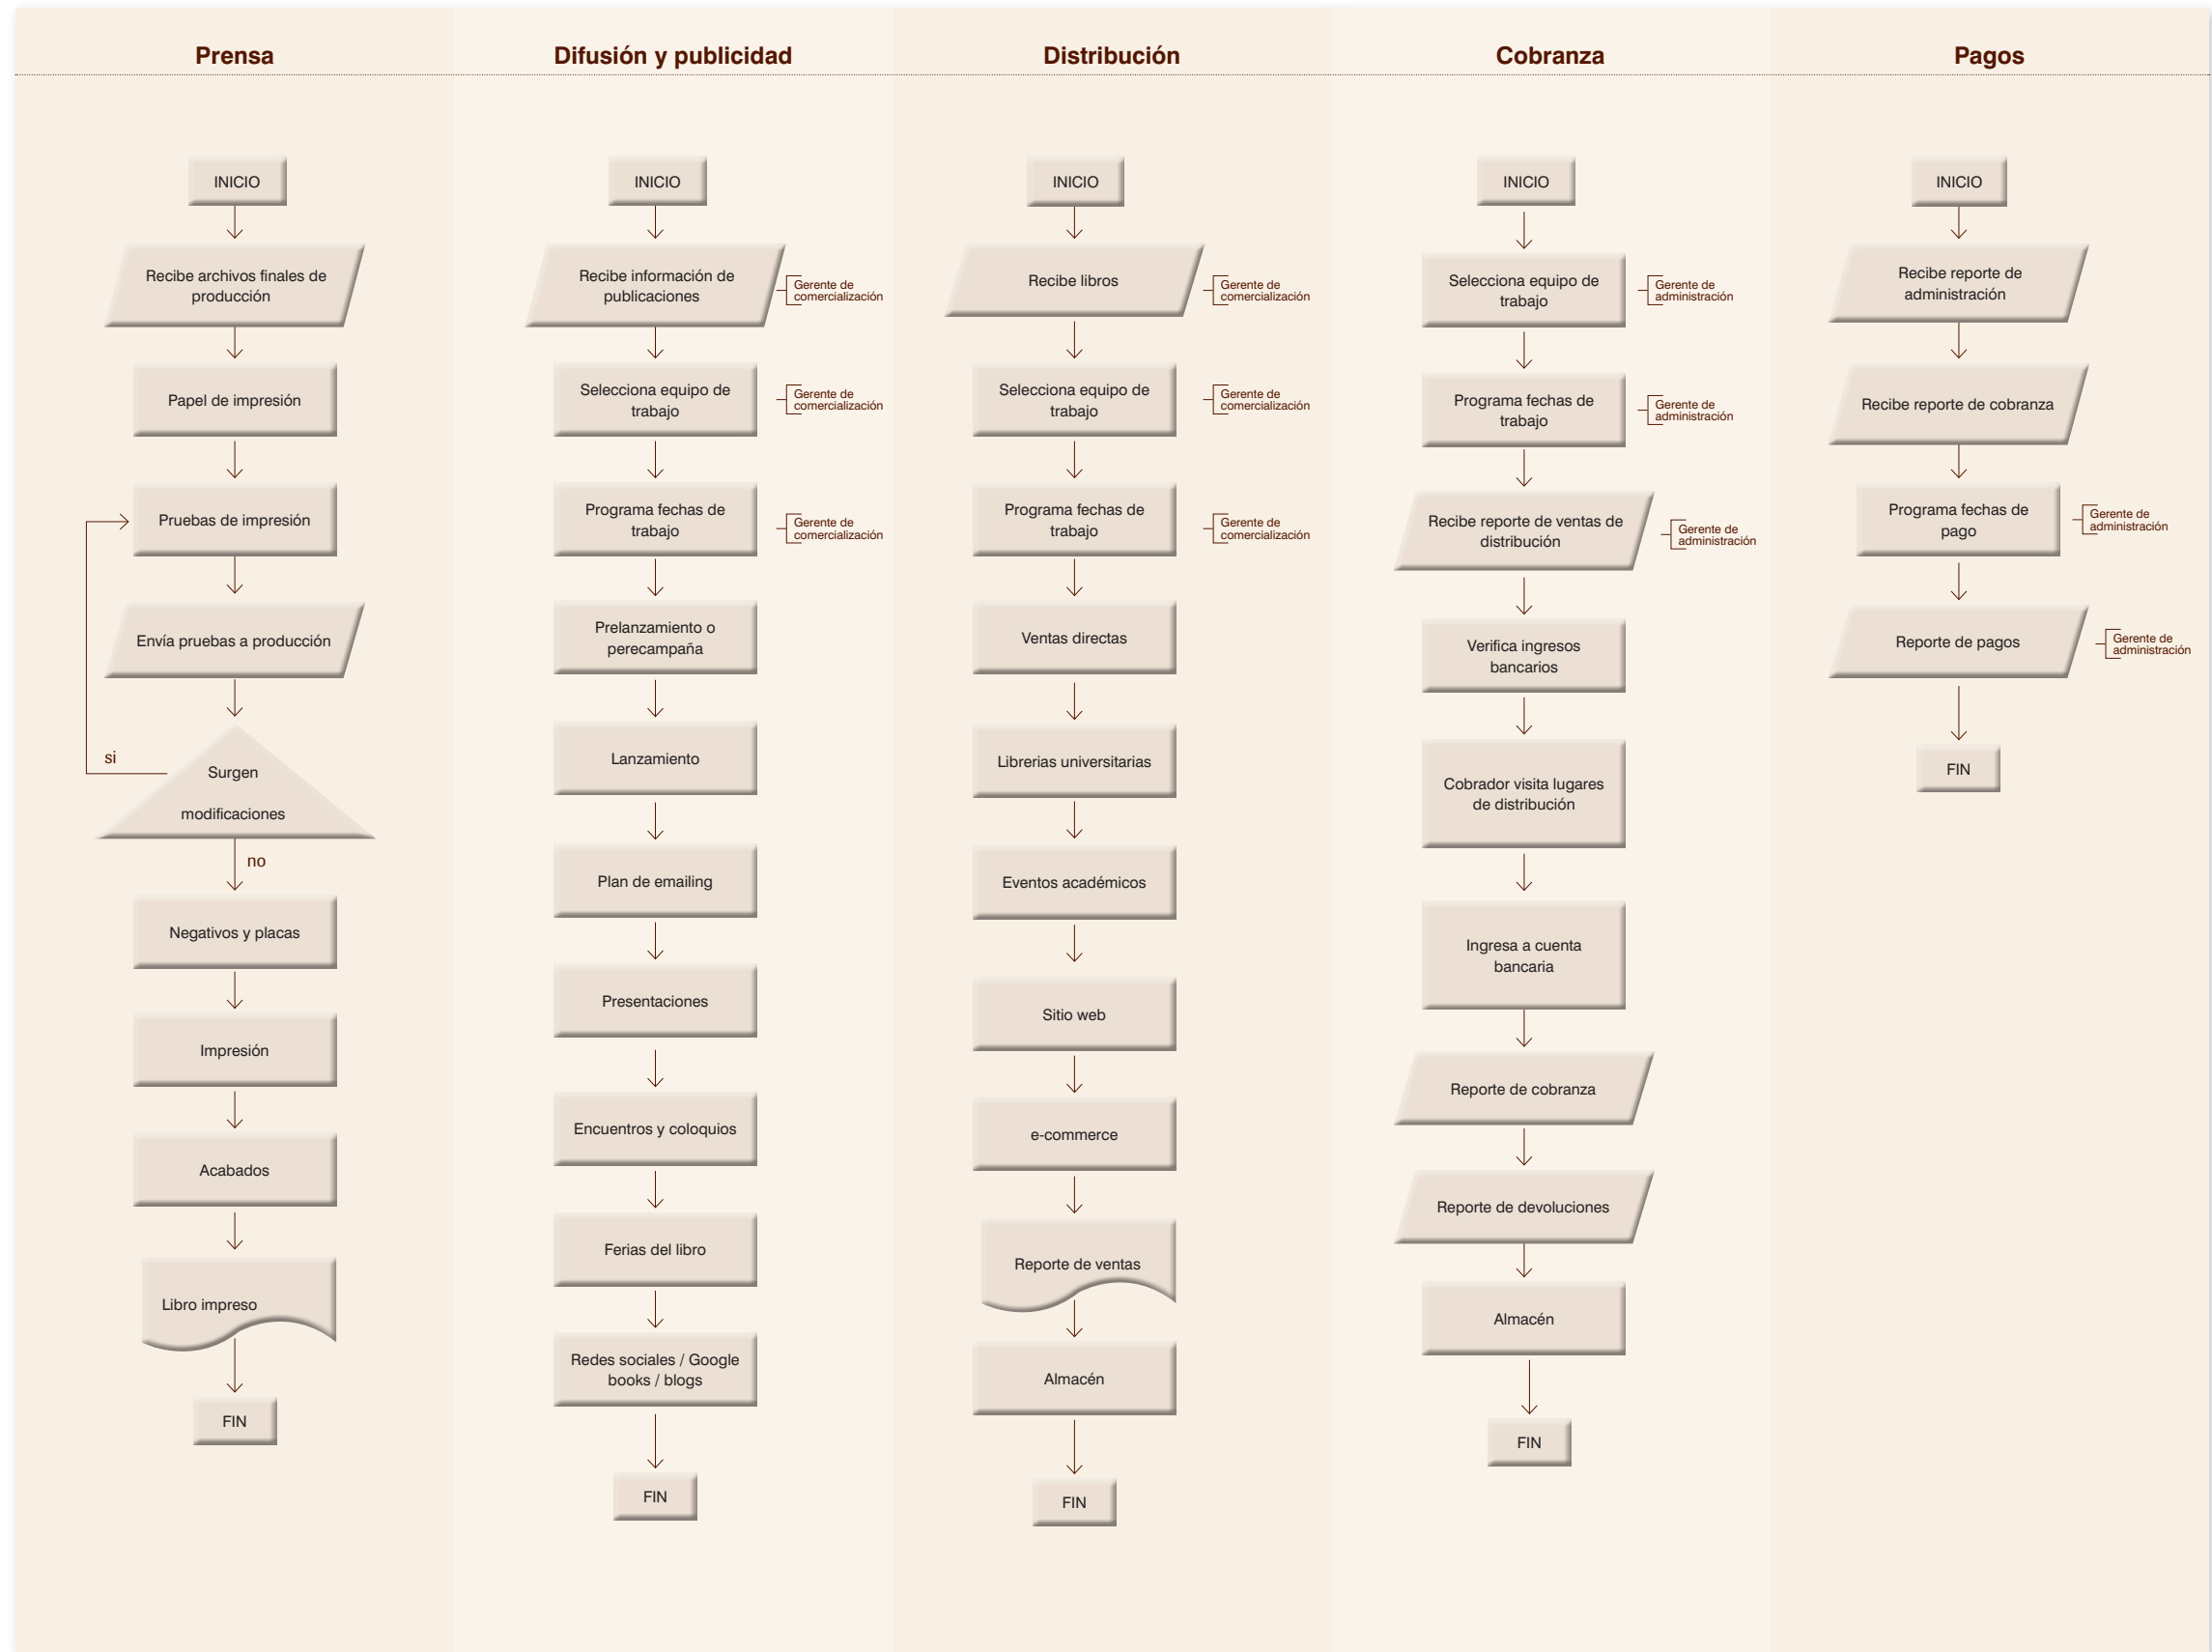 Prensa
INICIO
Recibe archivos finales de
producción
Papel de impresión
Pruebas de impresión
Envía pruebas a producción
si
Surgen
modificaciones
no
Negativos y placas
Impresión
Acabados
Libro impreso
FIN
Difusión y publicidad
INICIO
Recibe información de
publicaciones
Gerente de
comercialización
Selecciona equipo de
trabajo
Gerente de
comercialización
Programa fechas de
trabajo
Gerente de
comercialización
Prelanzamiento o
perecampaña
Lanzamiento
Plan de emailing
Presentaciones
Encuentros y coloquios
Ferias del libro
Redes sociales / Google
books / blogs
FIN
Distribución
INICIO
Recibe libros
Gerente de
comercialización
Selecciona equipo de
trabajo
Gerente de
comercialización
Programa fechas de
trabajo
Gerente de
comercialización
Ventas directas
Librerias universitarias
Eventos académicos
Sitio web
e-commerce
Reporte de ventas
Almacén
FIN
Cobranza
INICIO
Selecciona equipo de
trabajo
Gerente de
administración
Programa fechas de
trabajo
Gerente de
administración
Recibe reporte de ventas de
distribución
Gerente de
administración
Verifica ingresos
bancarios
Cobrador visita lugares
de distribución
Ingresa a cuenta
bancaria
Reporte de cobranza
Reporte de devoluciones
Almacén
FIN
Pagos
INICIO
Recibe reporte de
administración
Recibe reporte de cobranza
Programa fechas de
pago
Gerente de
administración
Reporte de pagos
Gerente de
administración
FIN